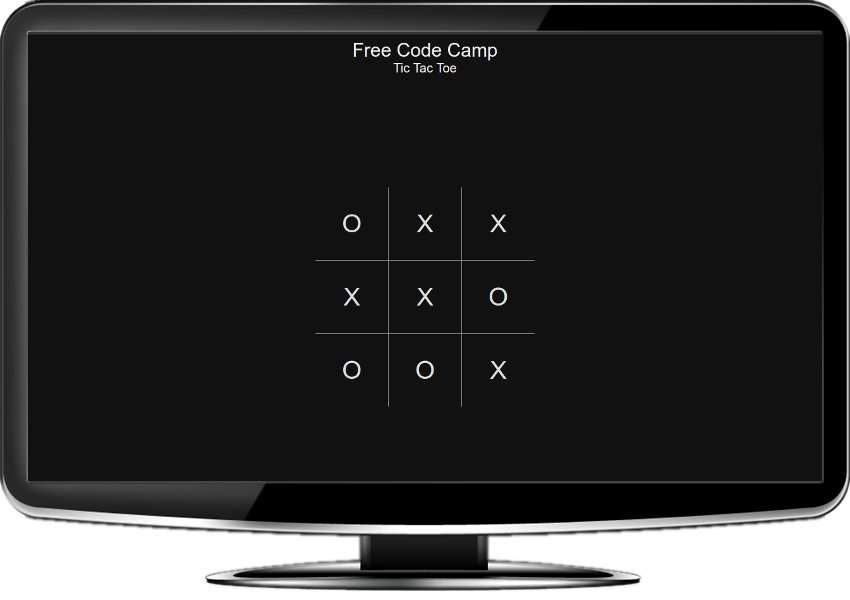 Free Code Camp
Tic Tac Toe
O X X
X X O
O O X